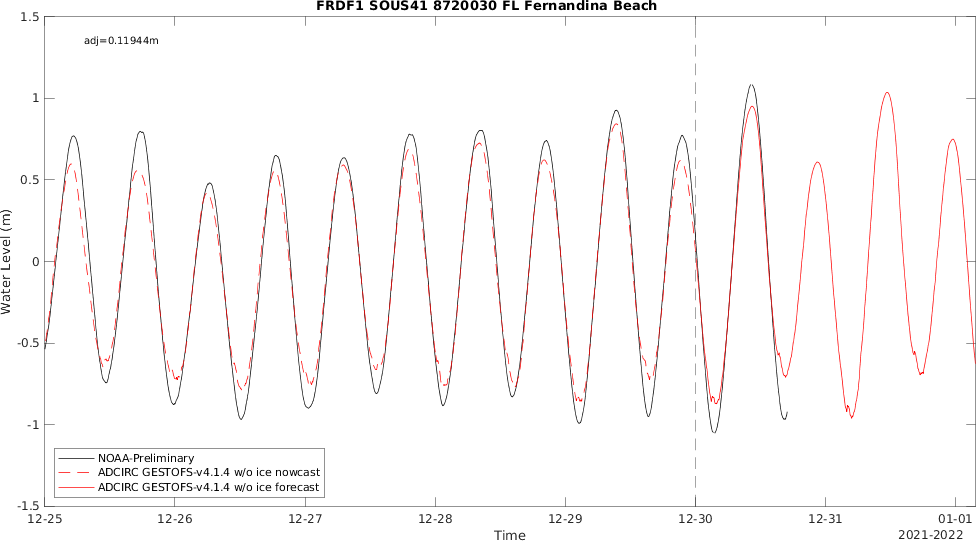 FRDF1 SOUS41 8720030 FL Fernandina Beach
adj=0.11944m
1.5
1
0.5
0
-0.5
-1
-1.5
Water Level (m)
NOAA-Preliminary
ADCIRC GESTOFS-v4.1.4 w/o ice nowcast
ADCIRC GESTOFS-v4.1.4 w/o ice forecast
12-25 12-26 12-27 12-28 12-29 12-30 12-31 01-01
Time
2021-2022